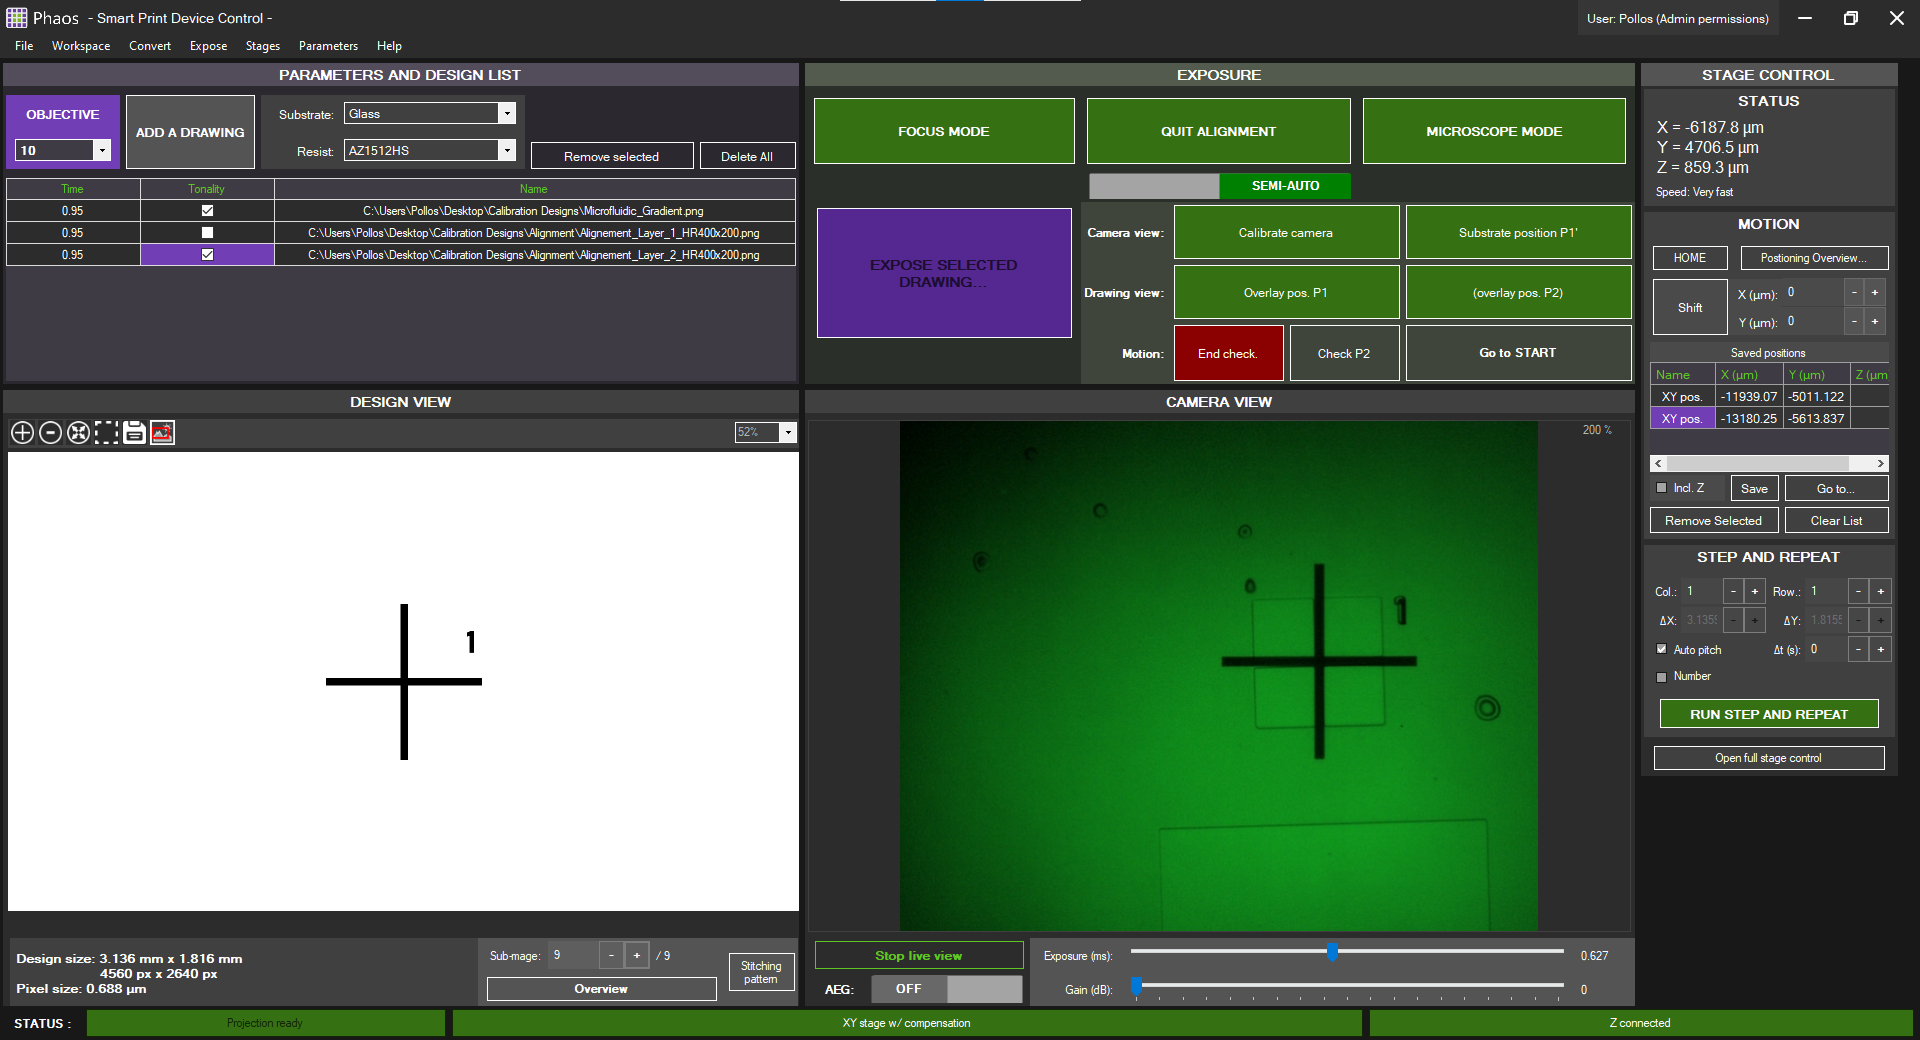 Phaos - Smart Print Device Control -
User: Pollos (Admin permissions)
File Workspace Convert Expose Stages Parameters Help
PARAMETERS AND DESIGN LIST
OBJECTIVE
10
ADD A DRAWING
Substrate: Glass
Resist: AZ1512HS
Remove selected
Delete All
Time Tonality Name
0.95 C:\Users\Pollos\Desktop\Calibration Designs\Microfluidic_Gradient.png
0.95 C:\Users\Pollos\Desktop\Calibration Designs\Alignment\Alignement_Layer_1_HR400x200.png
0.95 C:\Users\Pollos\Desktop\Calibration Designs\Alignment\Alignement_Layer_2_HR400x200.png
EXPOSURE
FOCUS MODE
QUIT ALIGNMENT
MICROSCOPE MODE
SEMI-AUTO
EXPOSE SELECTED
DRAWING...
Camera view: Calibrate camera Substrate position P1'
Drawing view: Overlay pos. P1 (overlay pos. P2)
Motion: End check. Check P2 Go to START
STAGE CONTROL
STATUS
X = -6187.8 µm
Y = 4706.5 µm
Z = 859.3 µm
Speed: Very fast
MOTION
HOME
Postioning Overview...
Shift
X (µm): 0 - +
Y (µm): 0 - +
Saved positions
Name X (µm) Y (µm) Z (µm
XY pos. -11939.07 -5011.122
XY pos. -13180.25 -5613.837
Incl. Z
Save
Go to...
Remove Selected
Clear List
STEP AND REPEAT
Col.: 1 - + Row.: 1 - +
ΔX: 3.1355 - + ΔY: 1.8155 - +
Auto pitch Δt (s): 0 - +
Number
RUN STEP AND REPEAT
Open full stage control
DESIGN VIEW
52%
1
Design size: 3.136 mm x 1.816 mm
4560 px x 2640 px
Pixel size: 0.688 µm
Sub-mage: 9 - + / 9
Overview
Stitching
pattern
CAMERA VIEW
200 %
1
Stop live view
AEG: OFF
Exposure (ms): 0.627
Gain (dB): 0
STATUS :
Projection ready
XY stage w/ compensation
Z connected